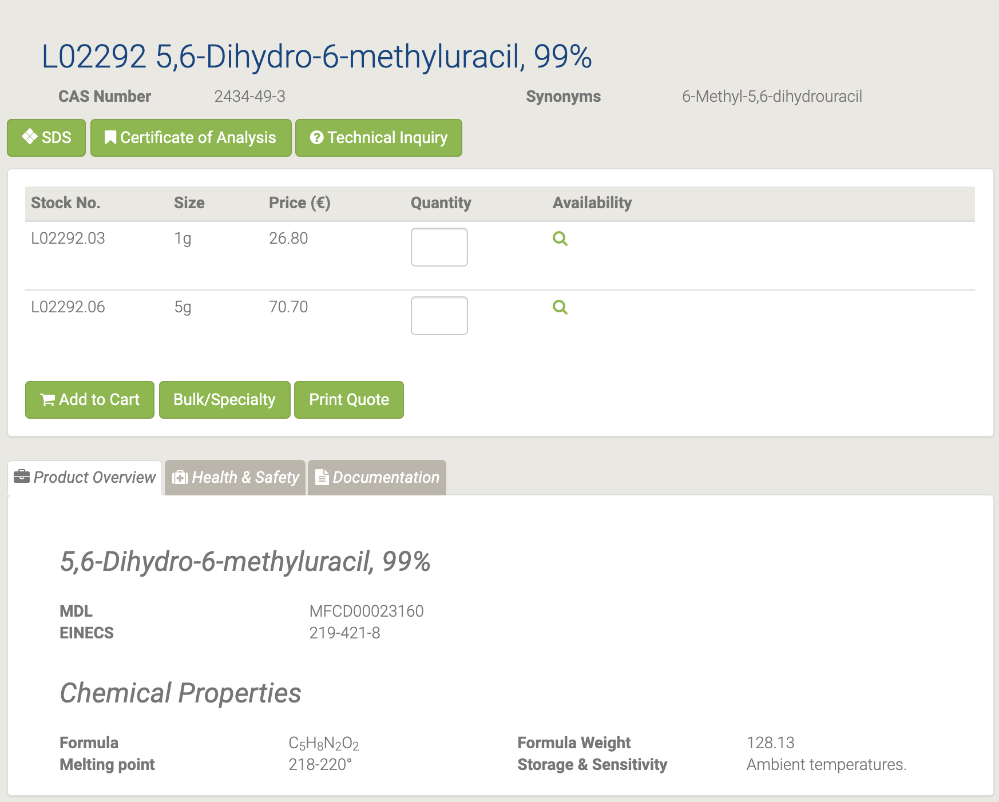 L02292 5,6-Dihydro-6-methyluracil, 99%
CAS Number 2434-49-3 Synonyms 6-Methyl-5,6-dihydrouracil
SDS Certificate of Analysis Technical Inquiry
Stock No. Size Price (€) Quantity Availability
L02292.03 1g 26.80
L02292.06 5g 70.70
Add to Cart Bulk/Specialty Print Quote
Product Overview Health & Safety Documentation
5,6-Dihydro-6-methyluracil, 99%
MDL MFCD00023160
EINECS 219-421-8
Chemical Properties
Formula C₅H₈N₂O₂ Formula Weight 128.13
Melting point 218-220° Storage & Sensitivity Ambient temperatures.